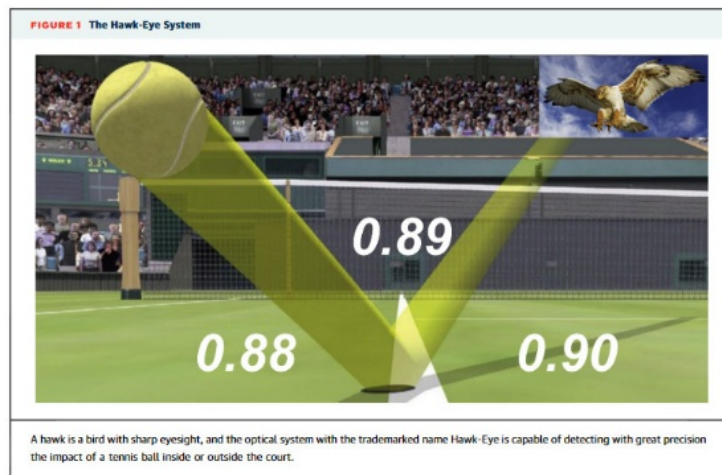 FIGURE 1 The Hawk-Eye System
EXIT
EXIT
0.89
0.88
0.90
A hawk is a bird with sharp eyesight, and the optical system with the trademarked name Hawk-Eye is capable of detecting with great precision
the impact of a tennis ball inside or outside the court.